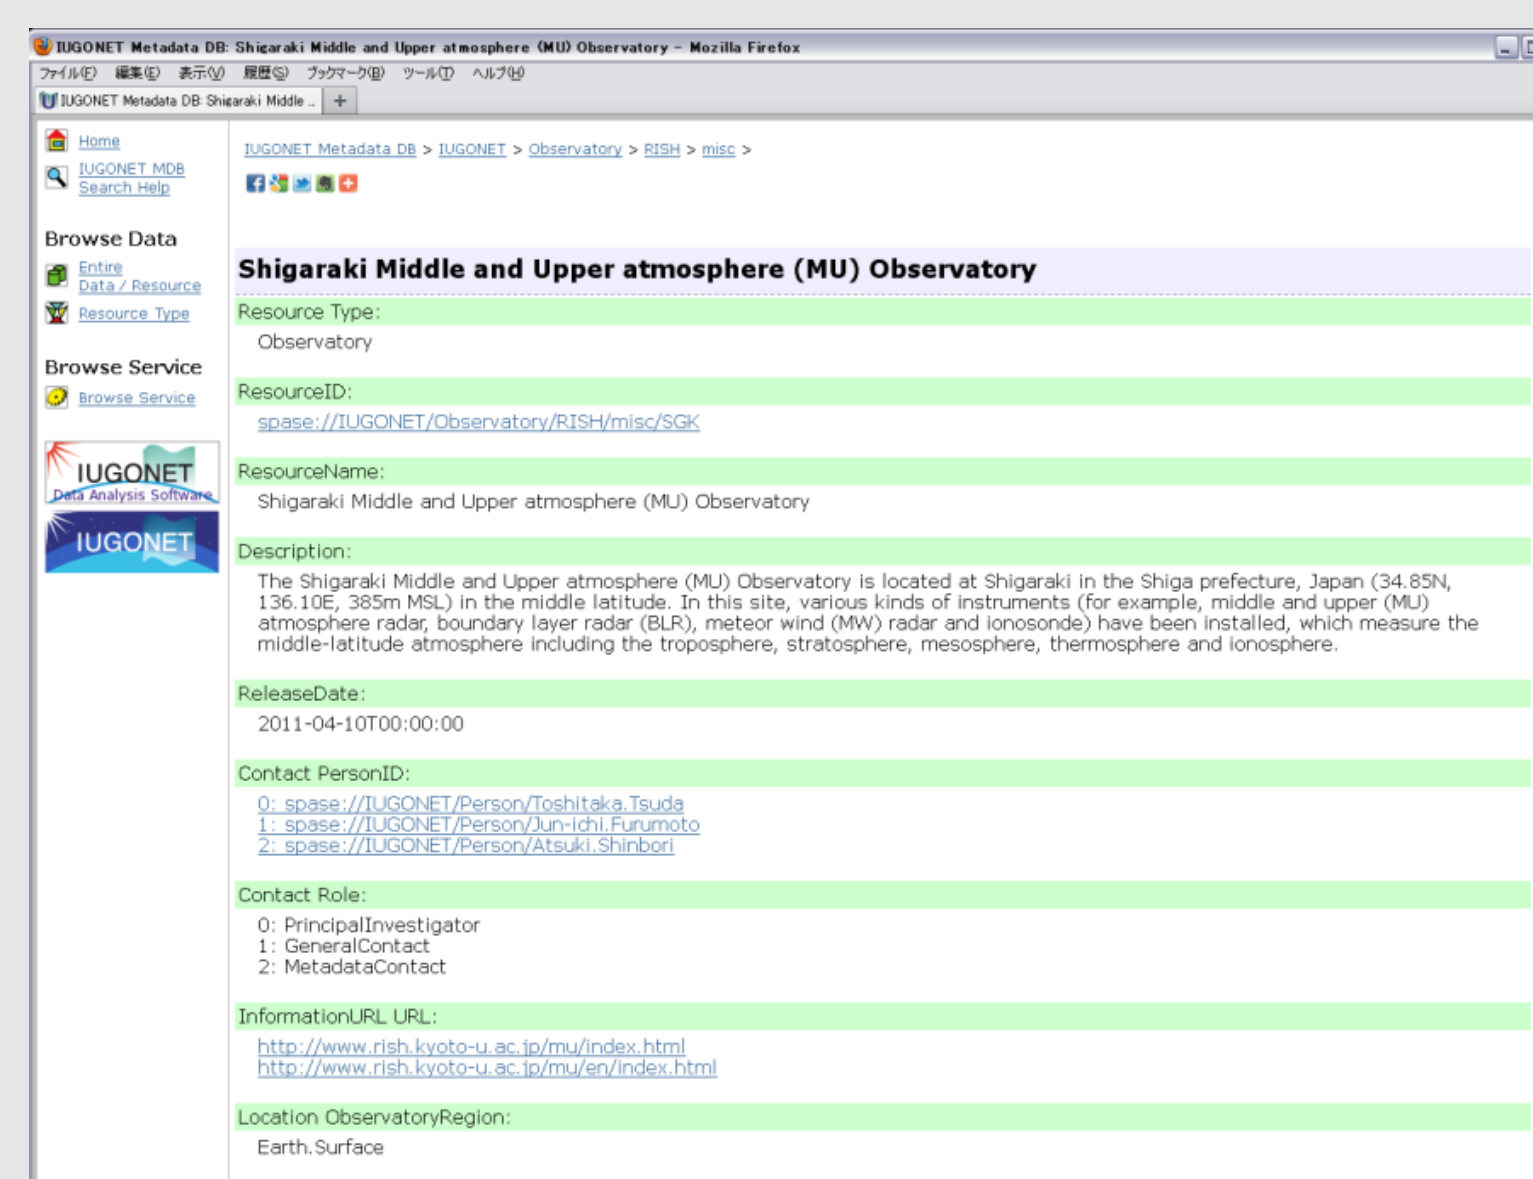 IUGONET Metadata DB: Shigaraki Middle and Upper atmosphere (MU) Observatory - Mozilla Firefox
ファイル(F) 編集(E) 表示(V) 履歴(S) ブックマーク(B) ツール(T) ヘルプ(H)
IUGONET Metadata DB: Shigaraki Middle ... +
Home
IUGONET MDB
Search Help
Browse Data
Entire
Data / Resource
Resource Type
Browse Service
Browse Service
IUGONET
Data Analysis Software
IUGONET
IUGONET Metadata DB > IUGONET > Observatory > RISH > misc >
Shigaraki Middle and Upper atmosphere (MU) Observatory
Resource Type:
Observatory
ResourceID:
spase://IUGONET/Observatory/RISH/misc/SGK
ResourceName:
Shigaraki Middle and Upper atmosphere (MU) Observatory
Description:
The Shigaraki Middle and Upper atmosphere (MU) Observatory is located at Shigaraki in the Shiga prefecture, Japan (34.85N,
136.10E, 385m MSL) in the middle latitude. In this site, various kinds of instruments (for example, middle and upper (MU)
atmosphere radar, boundary layer radar (BLR), meteor wind (MW) radar and ionosonde) have been installed, which measure the
middle-latitude atmosphere including the troposphere, stratosphere, mesosphere, thermosphere and ionosphere.
ReleaseDate:
2011-04-10T00:00:00
Contact PersonID:
0: spase://IUGONET/Person/Toshitaka.Tsuda
1: spase://IUGONET/Person/Jun-ichi.Furumoto
2: spase://IUGONET/Person/Atsuki.Shinbori
Contact Role:
0: PrincipalInvestigator
1: GeneralContact
2: MetadataContact
InformationURL URL:
http://www.rish.kyoto-u.ac.jp/mu/index.html
http://www.rish.kyoto-u.ac.jp/mu/en/index.html
Location ObservatoryRegion:
Earth.Surface